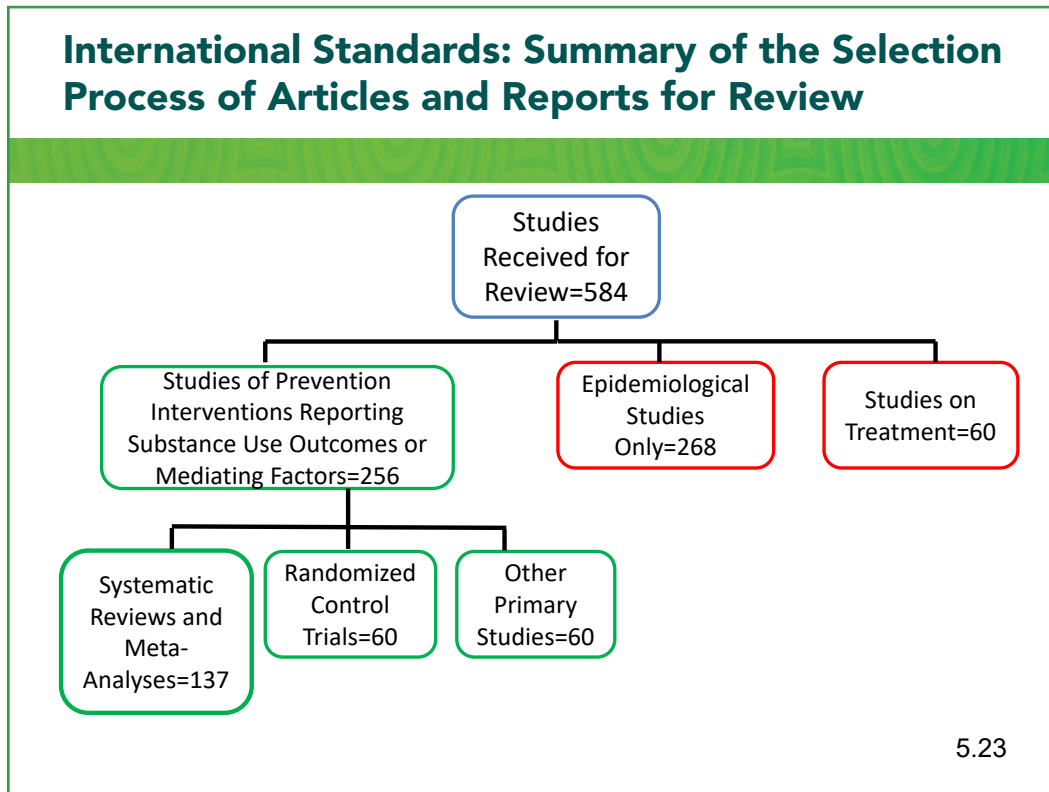 International Standards: Summary of the Selection
Process of Articles and Reports for Review
Studies
Received for
Review=584
Studies of Prevention
Interventions Reporting
Substance Use Outcomes or
Mediating Factors=256
Epidemiological
Studies
Only=268
Studies on
Treatment=60
Systematic
Reviews and
Meta-
Analyses=137
Randomized
Control
Trials=60
Other
Primary
Studies=60
5.23